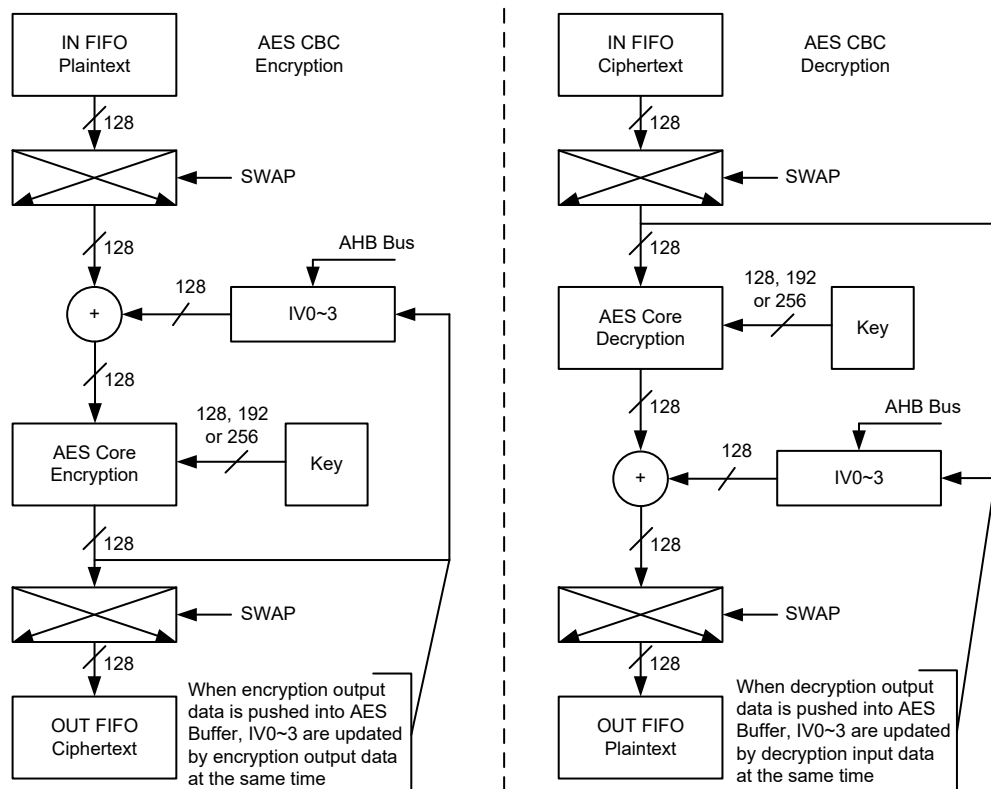 IN FIFO
Plaintext
AES CBC
Encryption
128
SWAP
128
AHB Bus
128
+
IV0~3
128
128, 192
or 256
AES Core
Encryption
Key
128
SWAP
128
OUT FIFO
Ciphertext
When encryption output
data is pushed into AES
Buffer, IV0~3 are updated
by encryption output data
at the same time
IN FIFO
Ciphertext
AES CBC
Decryption
128
SWAP
128
128, 192
or 256
AES Core
Decryption
Key
128
AHB Bus
128
+
IV0~3
128
SWAP
128
OUT FIFO
Plaintext
When decryption output
data is pushed into AES
Buffer, IV0~3 are updated
by decryption input data
at the same time